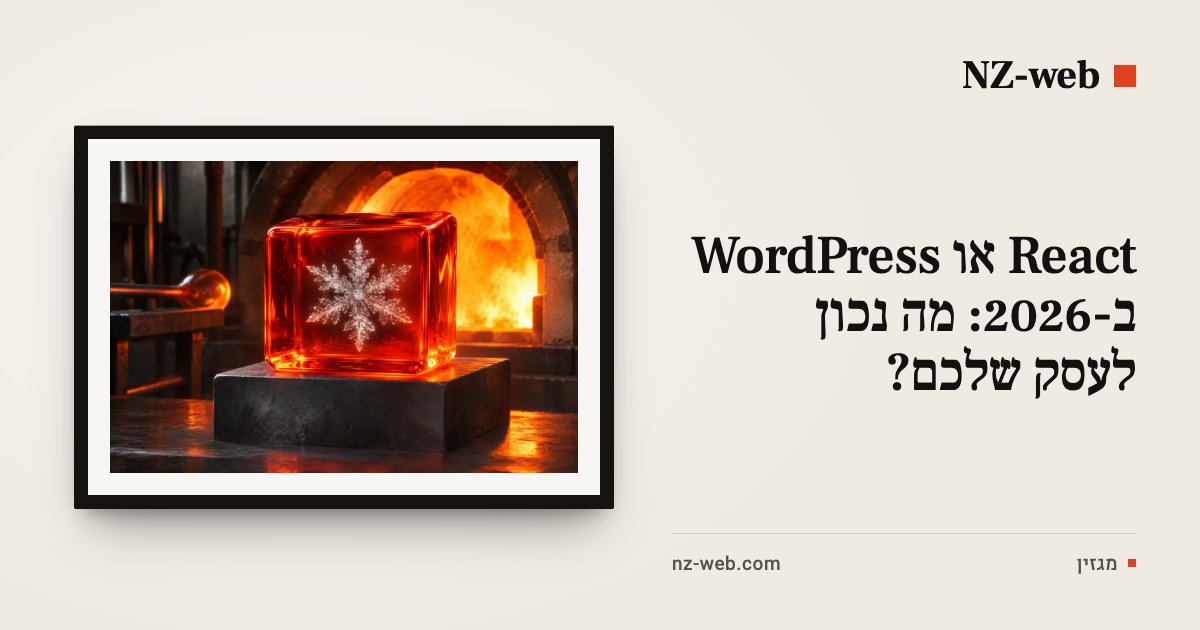 NZ-web
React או WordPress
ב-2026: מה נכון
לעסק שלכם?
מגזין
nz-web.com